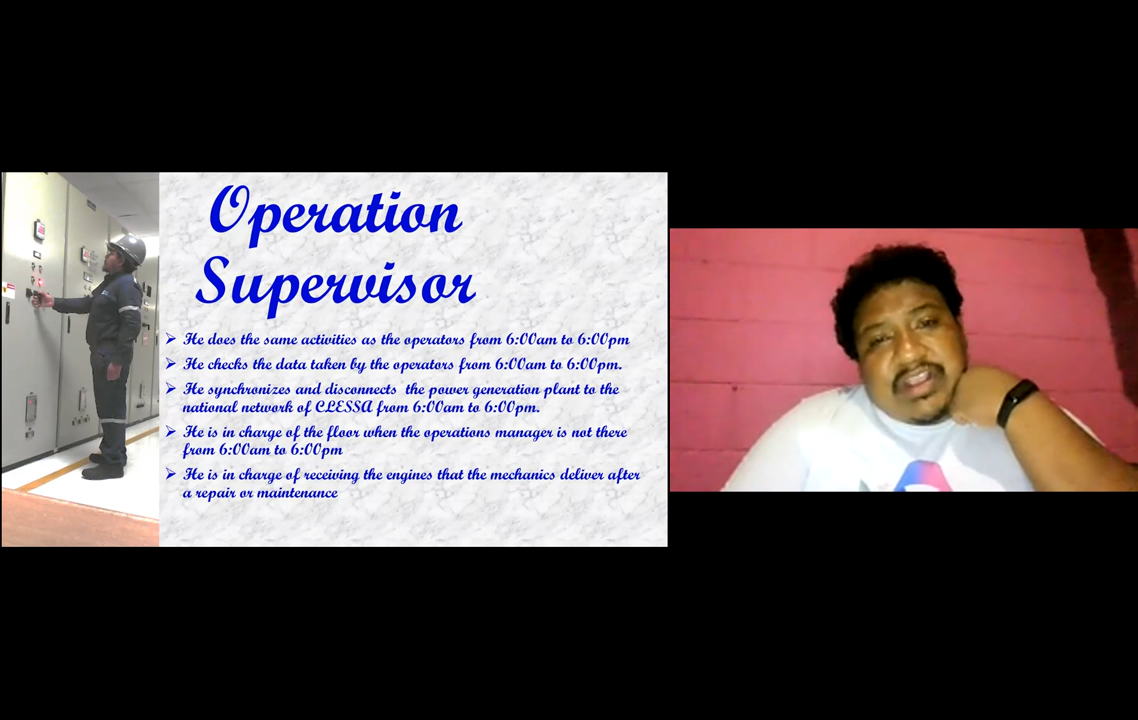 Operation
Supervisor
➢ He does the same activities as the operators from 6:00am to 6:00pm
➢ He checks the data taken by the operators from 6:00am to 6:00pm.
➢ He synchronizes and disconnects the power generation plant to the
national network of CLESSA from 6:00am to 6:00pm.
➢ He is in charge of the floor when the operations manager is not there
from 6:00am to 6:00pm
➢ He is in charge of receiving the engines that the mechanics deliver after
a repair or maintenance